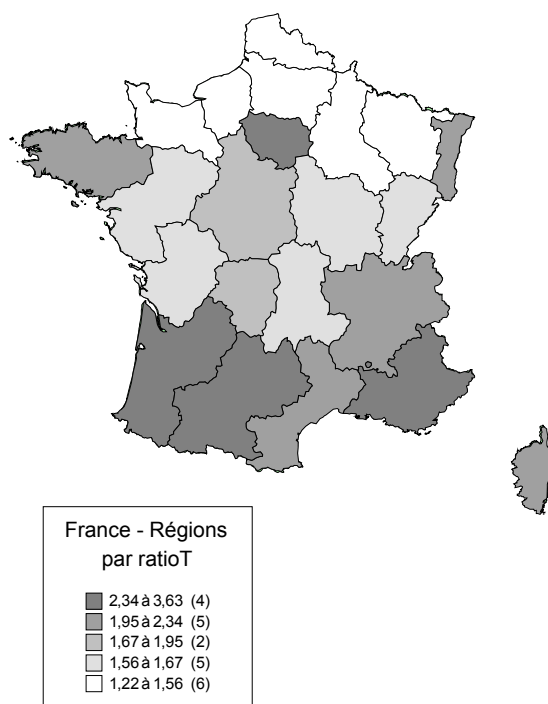 France - Régions
par ratioT
2,34 à 3,63 (4)
1,95 à 2,34 (5)
1,67 à 1,95 (2)
1,56 à 1,67 (5)
1,22 à 1,56 (6)